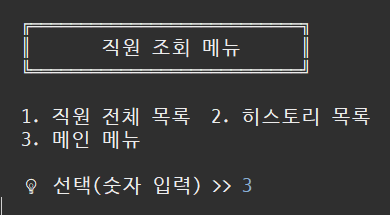 직원 조회 메뉴
1. 직원 전체 목록  2. 히스토리 목록
3. 메인 메뉴
선택(숫자 입력) >> 3